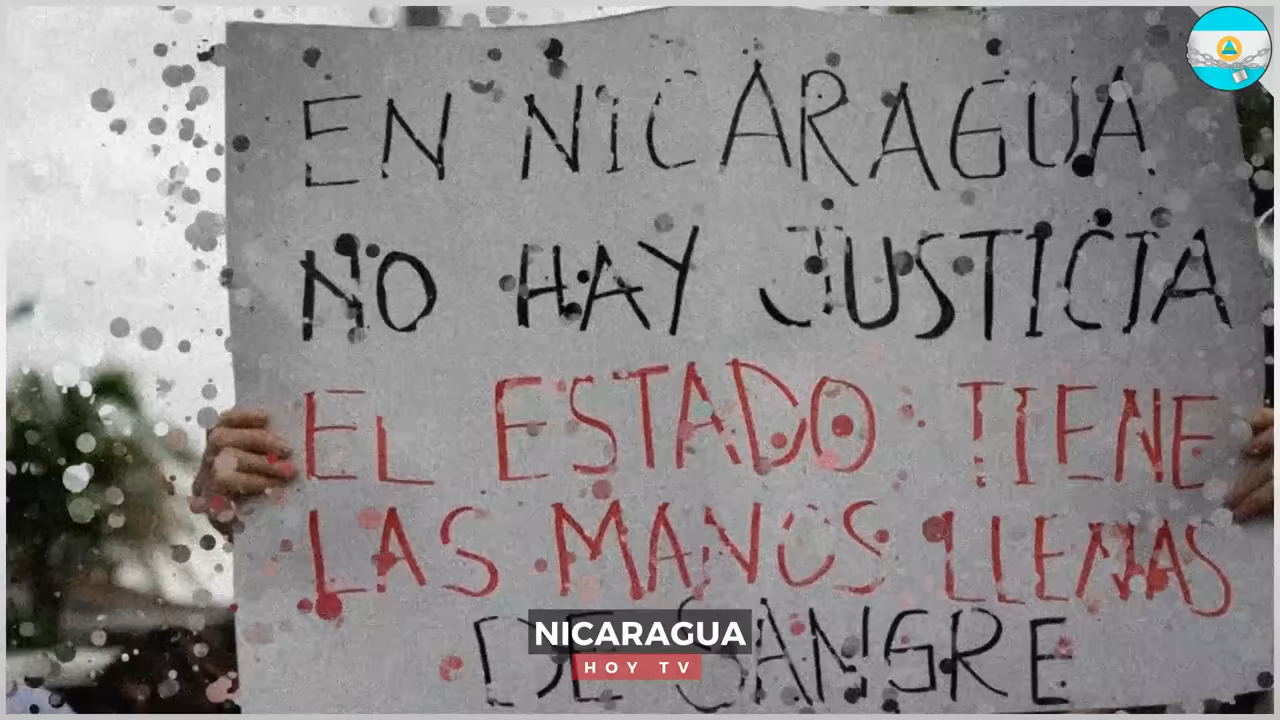 EN NICARAGUA
NO HAY JUSTICIA
EL ESTADO TIENE
LAS MANOS LLENAS
DE SANGRE
NICARAGUA
HOY TV